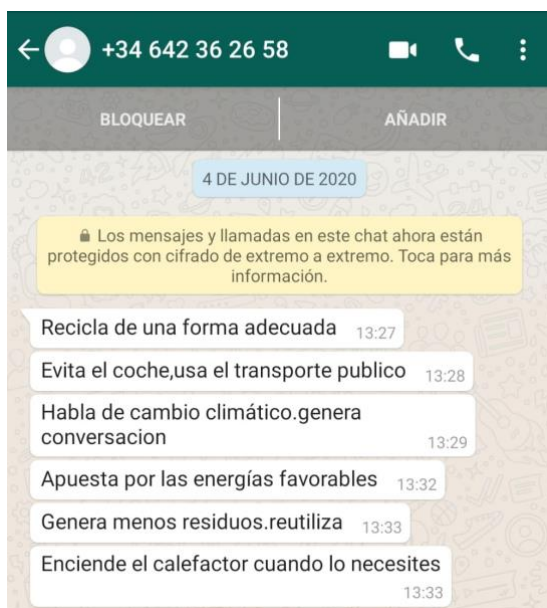 +34 642 36 26 58
BLOQUEAR
AÑADIR
4 DE JUNIO DE 2020
Los mensajes y llamadas en este chat ahora están
protegidos con cifrado de extremo a extremo. Toca para más
información.
Recicla de una forma adecuada 13:27
Evita el coche,usa el transporte publico 13:28
Habla de cambio climático.genera
conversacion 13:29
Apuesta por las energías favorables 13:32
Genera menos residuos.reutiliza 13:33
Enciende el calefactor cuando lo necesites
13:33